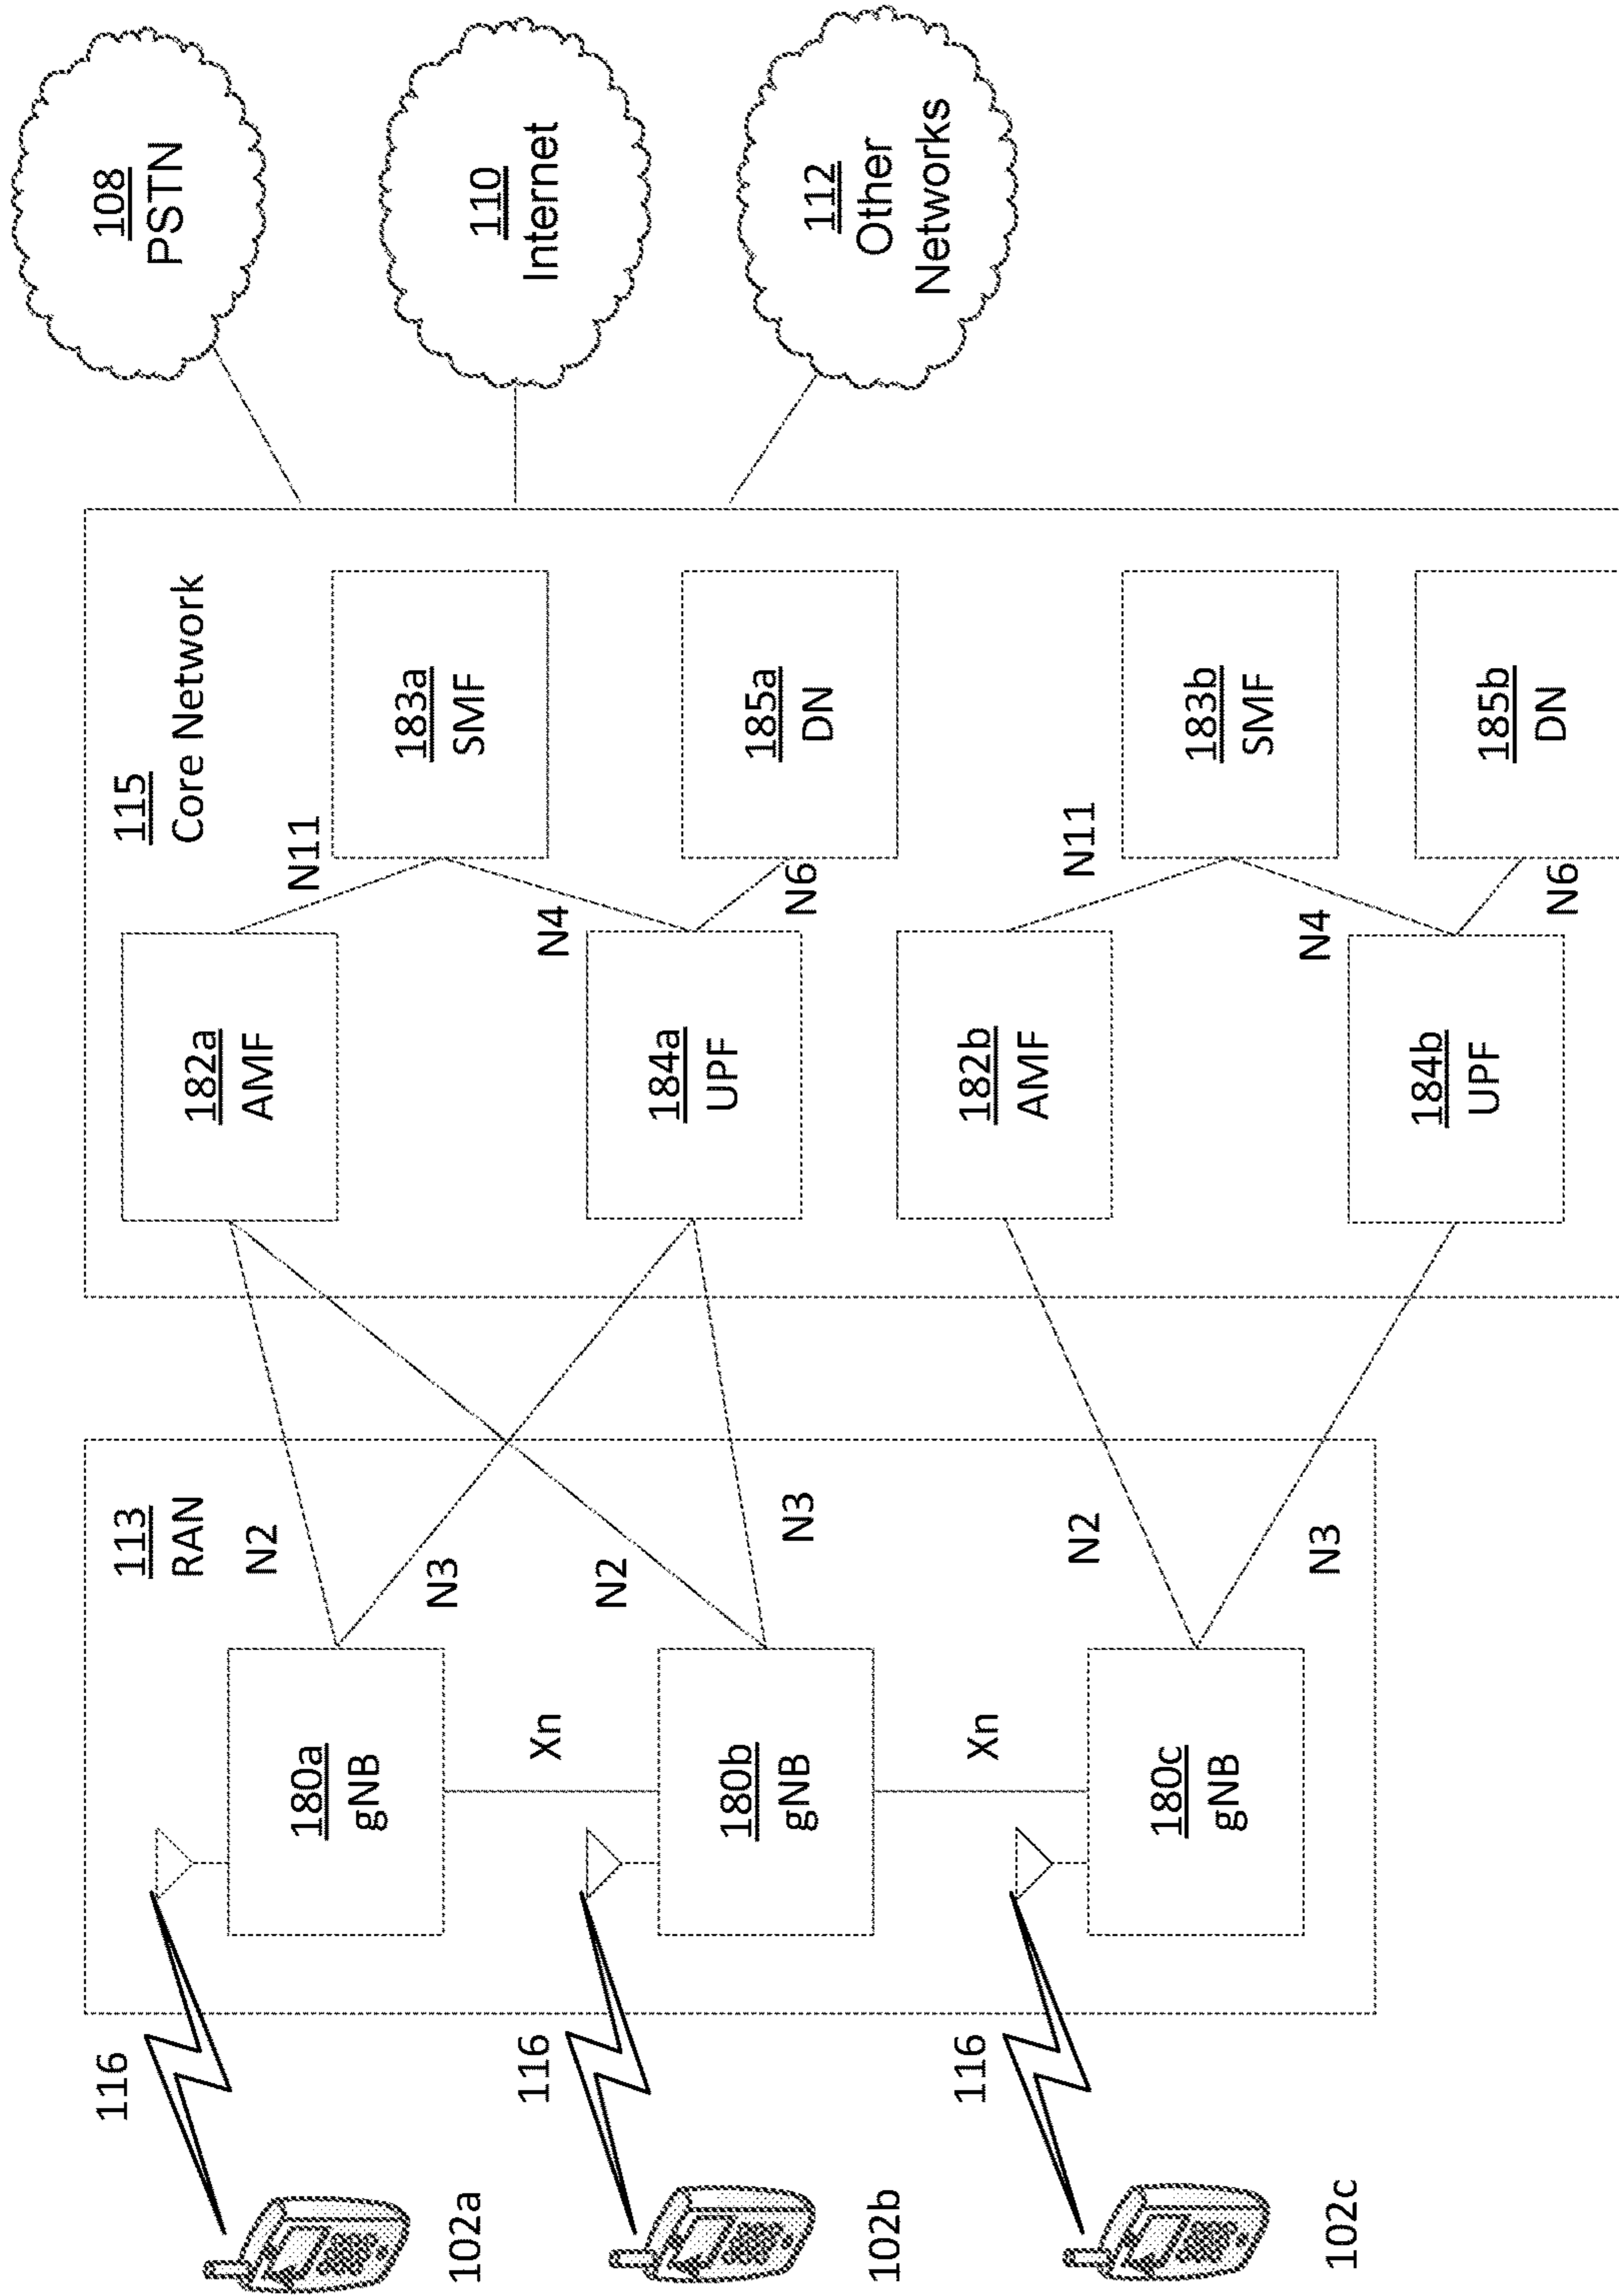 102a
102b
102c
116
116
116
113
RAN
180a
gNB
180b
gNB
180c
gNB
Xn
Xn
N2
N3
N2
N3
N2
N3
115
Core Network
182a
AMF
184a
UPF
182b
AMF
184b
UPF
N11
N4
N6
N11
N4
N6
183a
SMF
185a
DN
183b
SMF
185b
DN
108
PSTN
110
Internet
112
Other
Networks